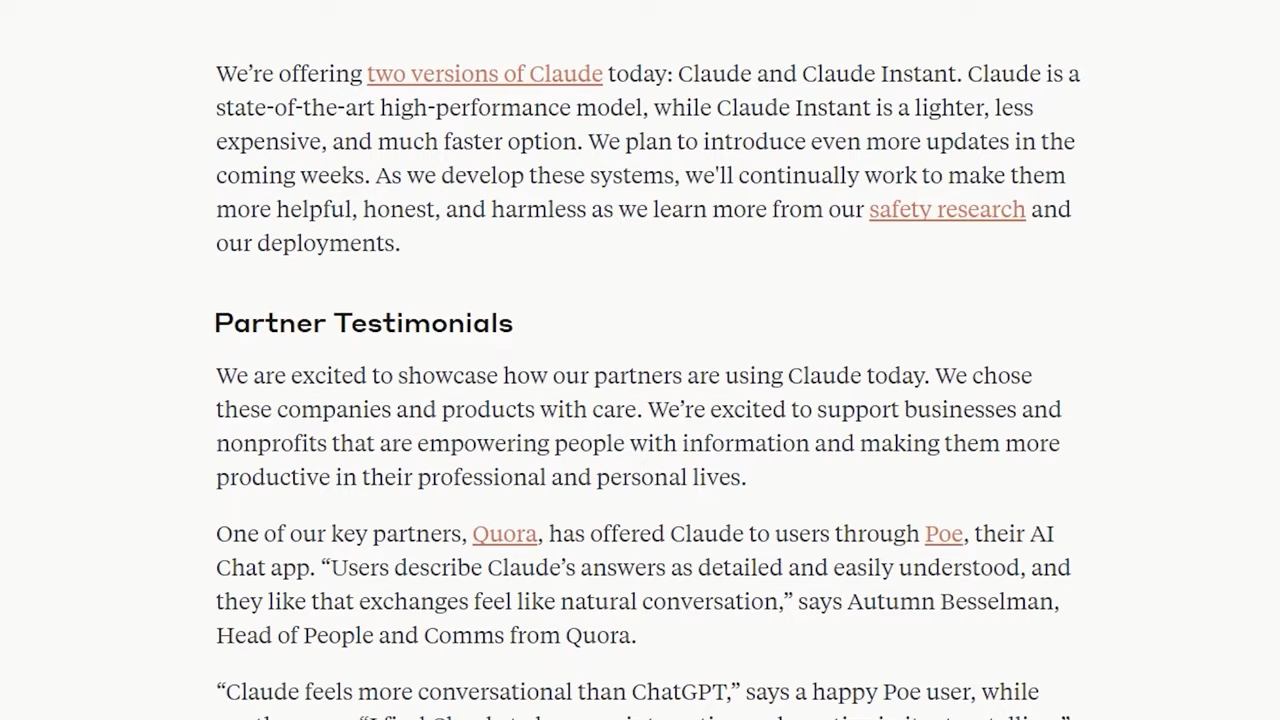 We’re offering two versions of Claude today: Claude and Claude Instant. Claude is a
state-of-the-art high-performance model, while Claude Instant is a lighter, less
expensive, and much faster option. We plan to introduce even more updates in the
coming weeks. As we develop these systems, we'll continually work to make them
more helpful, honest, and harmless as we learn more from our safety research and
our deployments.
Partner Testimonials
We are excited to showcase how our partners are using Claude today. We chose
these companies and products with care. We’re excited to support businesses and
nonprofits that are empowering people with information and making them more
productive in their professional and personal lives.
One of our key partners, Quora, has offered Claude to users through Poe, their AI
Chat app. “Users describe Claude’s answers as detailed and easily understood, and
they like that exchanges feel like natural conversation,” says Autumn Besselman,
Head of People and Comms from Quora.
“Claude feels more conversational than ChatGPT,” says a happy Poe user, while